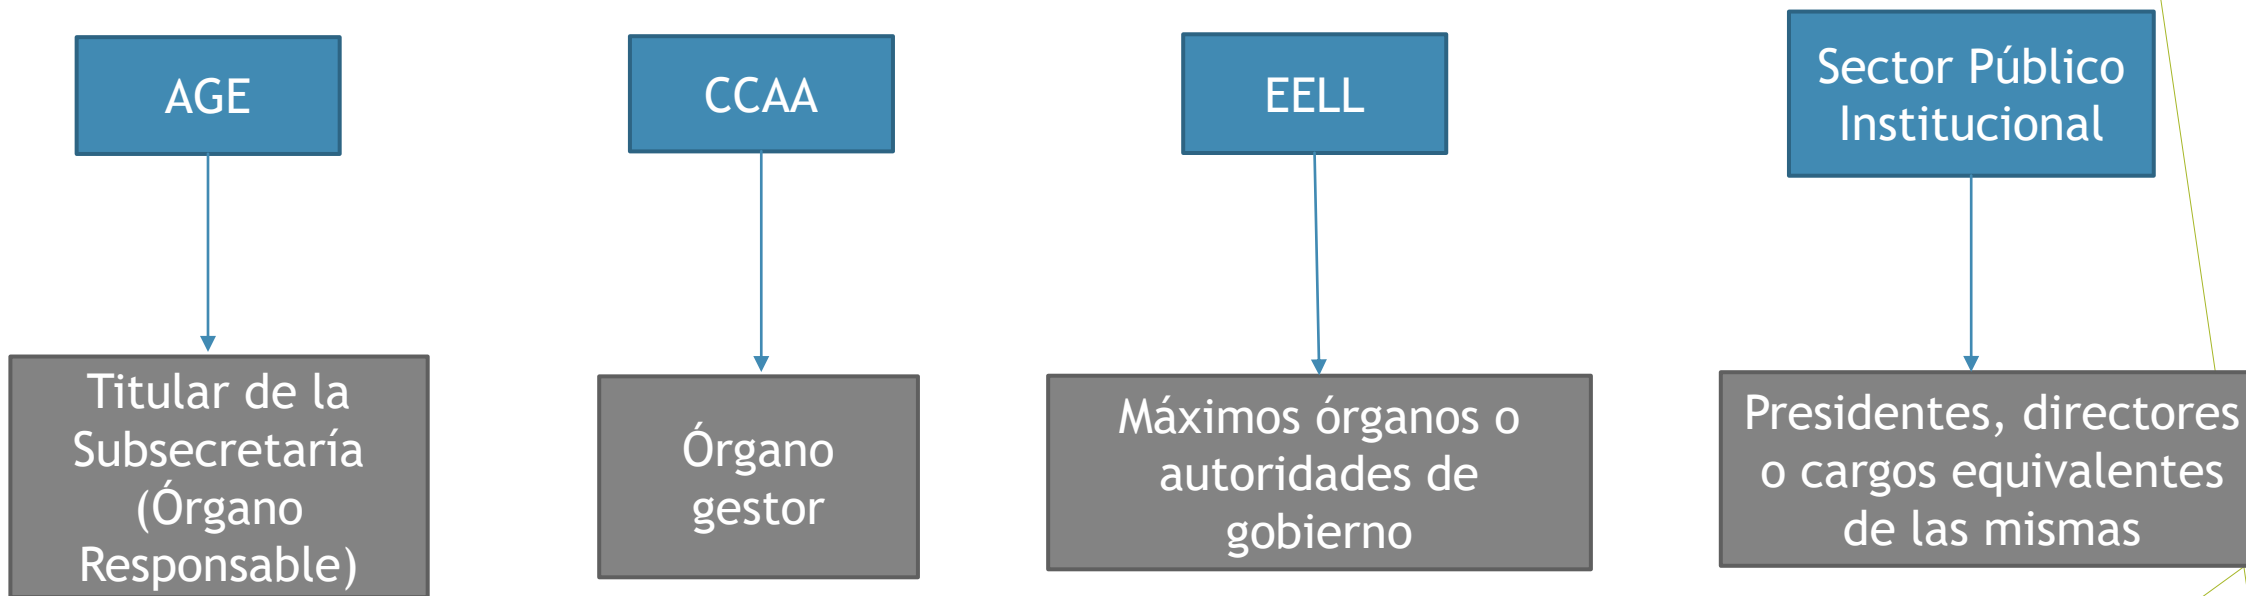 AGE
CCAA
EELL
Sector Público
Institucional
Titular de la
Subsecretaría
(Órgano
Responsable)
Órgano
gestor
Máximos órganos o
autoridades de
gobierno
Presidentes, directores
o cargos equivalentes
de las mismas